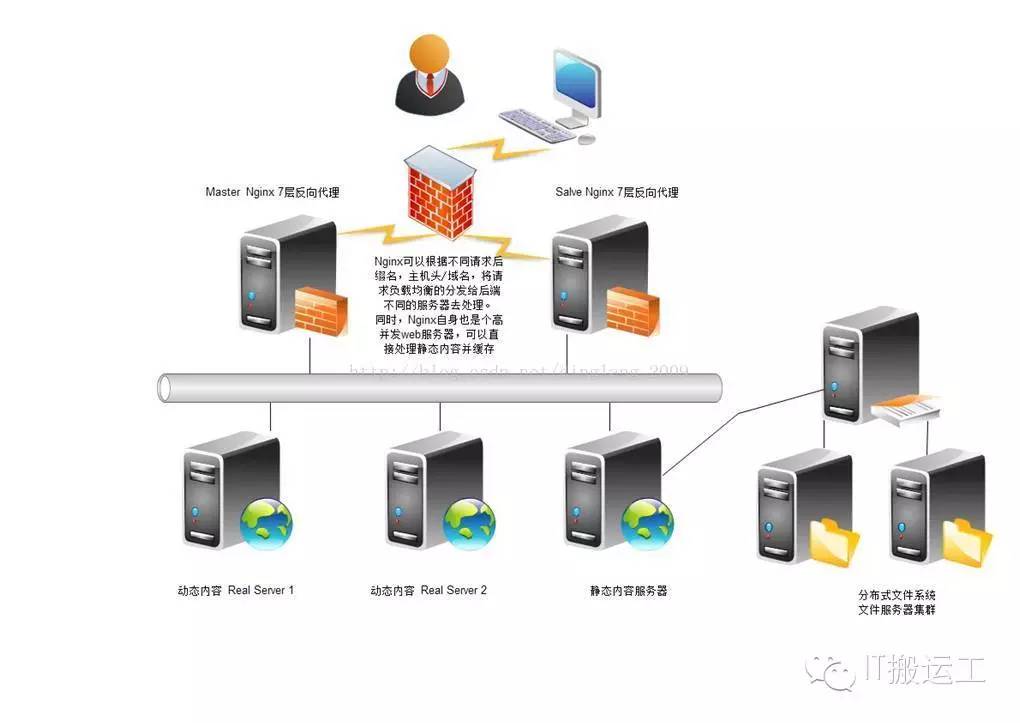 Master Nginx 7层反向代理
Salve Nginx 7层反向代理
Nginx可以根据不同请求后
缀名，主机头/域名，将请
求负载均衡的分发给后端
不同的服务器去处理。
同时，Nginx自身也是个高
并发web服务器，可以直
接处理静态内容并缓存
http://blog.csdn.net/dinglang_2009
动态内容 Real Server 1
动态内容 Real Server 2
静态内容服务器
分布式文件系统
文件服务器集群
IT搬运工